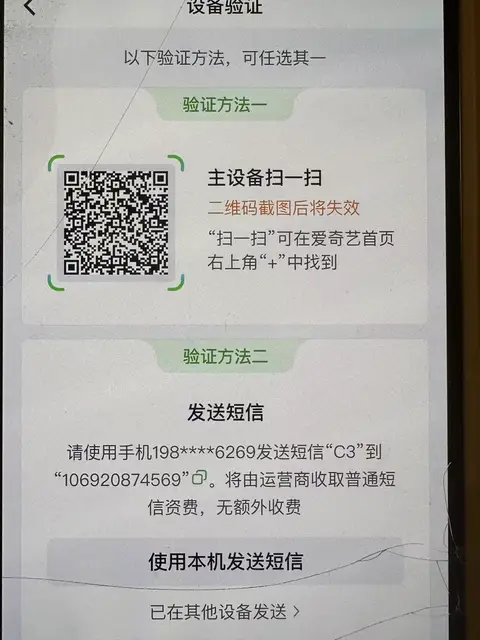 设备验证
以下验证方法，可任选其一
验证方法一
主设备扫一扫
二维码截图后将失效
“扫一扫”可在爱奇艺首页
右上角“+”中找到
验证方法二
发送短信
请使用手机198****6269发送短信“C3”到
“106920874569”。将由运营商收取普通短
信资费，无额外收费
使用本机发送短信
已在其他设备发送